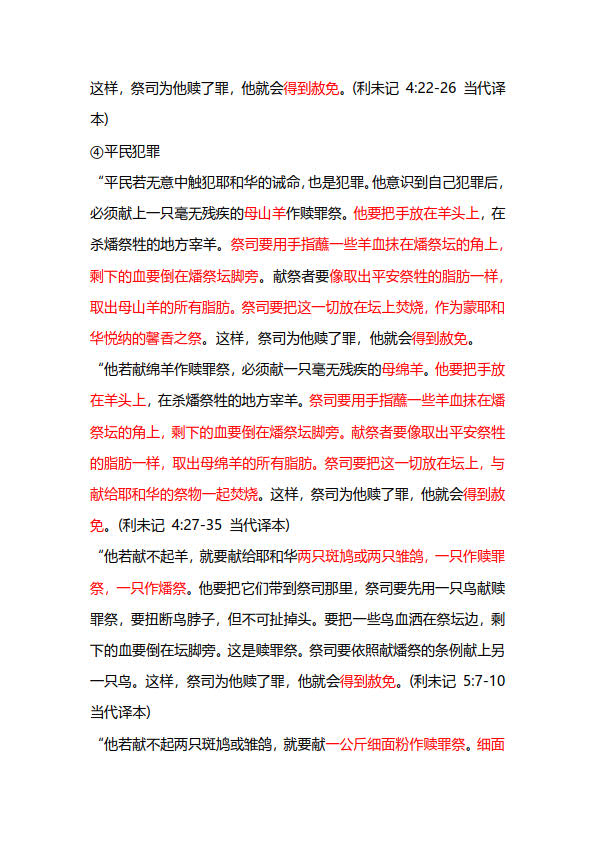 这样，祭司为他赎了罪，他就会得到赦免。(利未记 4:22-26 当代译
本)
④平民犯罪
“平民若无意中触犯耶和华的诫命，也是犯罪。他意识到自己犯罪后，
必须献上一只毫无残疾的母山羊作赎罪祭。他要把手放在羊头上，在
杀燔祭牲的地方宰羊。祭司要用手指蘸一些羊血抹在燔祭坛的角上，
剩下的血要倒在燔祭坛脚旁。献祭者要像取出平安祭牲的脂肪一样，
取出母山羊的所有脂肪。祭司要把这一切放在坛上焚烧，作为蒙耶和
华悦纳的馨香之祭。这样，祭司为他赎了罪，他就会得到赦免。
“他若献绵羊作赎罪祭，必须献一只毫无残疾的母绵羊。他要把手放
在羊头上，在杀燔祭牲的地方宰羊。祭司要用手指蘸一些羊血抹在燔
祭坛的角上，剩下的血要倒在燔祭坛脚旁。献祭者要像取出平安祭牲
的脂肪一样，取出母绵羊的所有脂肪。祭司要把这一切放在坛上，与
献给耶和华的祭物一起焚烧。这样，祭司为他赎了罪，他就会得到赦
免。(利未记 4:27-35 当代译本)
“他若献不起羊，就要献给耶和华两只斑鸠或两只雏鸽，一只作赎罪
祭，一只作燔祭。他要把它们带到祭司那里，祭司要先用一只鸟献赎
罪祭，要扭断鸟脖子，但不可扯掉头。要把一些鸟血洒在祭坛边，剩
下的血要倒在坛脚旁。这是赎罪祭。祭司要依照献燔祭的条例献上另
一只鸟。这样，祭司为他赎了罪，他就会得到赦免。(利未记 5:7-10
当代译本)
“他若献不起两只斑鸠或雏鸽，就要献一公斤细面粉作赎罪祭。细面